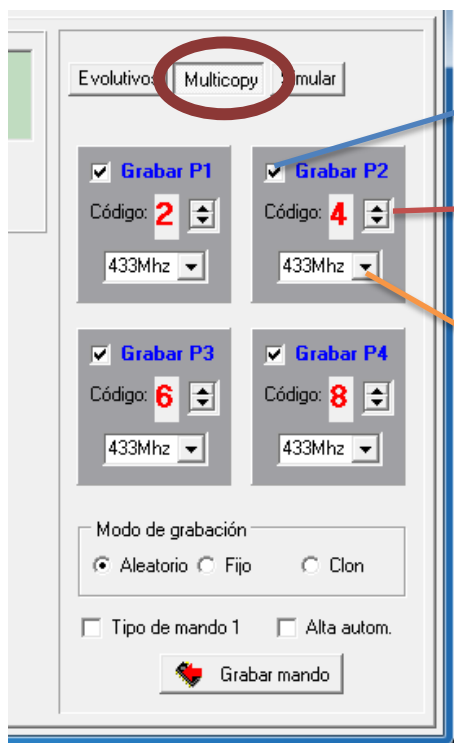 Evolutivos Multicopy Simular
Grabar P1
Código: 2
433Mhz
Grabar P2
Código: 4
433Mhz
Grabar P3
Código: 6
433Mhz
Grabar P4
Código: 8
433Mhz
Modo de grabación
Aleatorio Fijo Clon
Tipo de mando 1 Alta autom.
Grabar mando